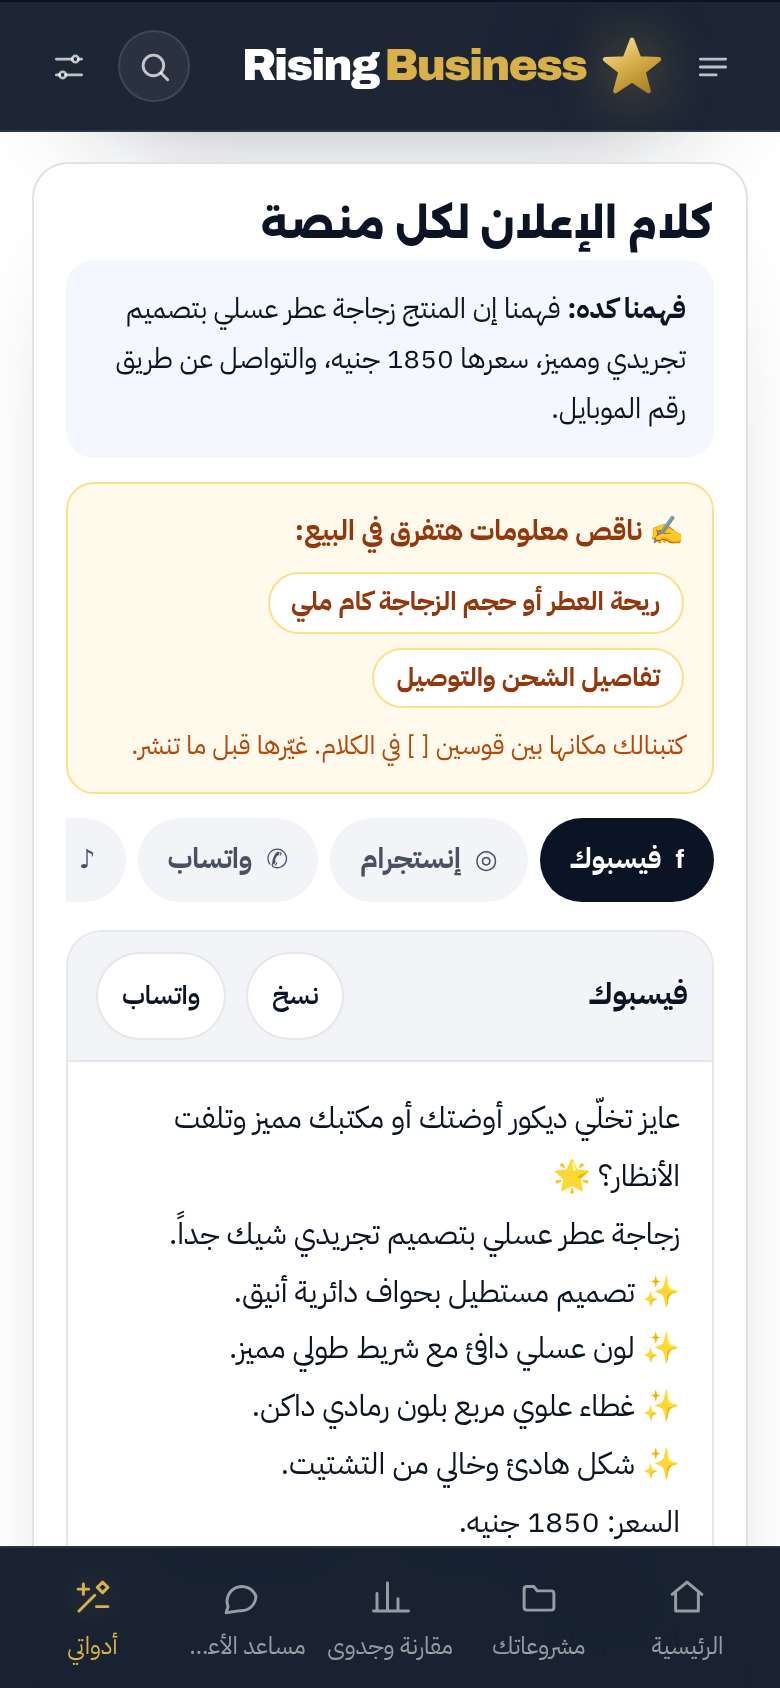 Rising Business
كلام الإعلان لكل منصة
فهمنا كده: فهمنا إن المنتج زجاجة عطر عسلي بتصميم
تجريدي ومميز، سعرها 1850 جنيه، والتواصل عن طريق
رقم الموبايل.
✍️ ناقص معلومات هتفرق في البيع:
ريحة العطر أو حجم الزجاجة كام ملي
تفاصيل الشحن والتوصيل
كتبنالك مكانها بين قوسين [ ] في الكلام. غيّرها قبل ما تنشر.
f فيسبوك ◎ إنستجرام ✆ واتساب ♪
فيسبوك نسخ واتساب
عايز تخلّي ديكور أوضتك أو مكتبك مميز وتلفت
الأنظار؟ 🌟
زجاجة عطر عسلي بتصميم تجريدي شيك جداً.
✨ تصميم مستطيل بحواف دائرية أنيق.
✨ لون عسلي دافئ مع شريط طولي مميز.
✨ غطاء علوي مربع بلون رمادي داكن.
✨ شكل هادئ وخالي من التشتيت.
السعر: 1850 جنيه.
الرئيسية مشروعاتك مقارنة وجدوى مساعد الأعـ... أدواتي